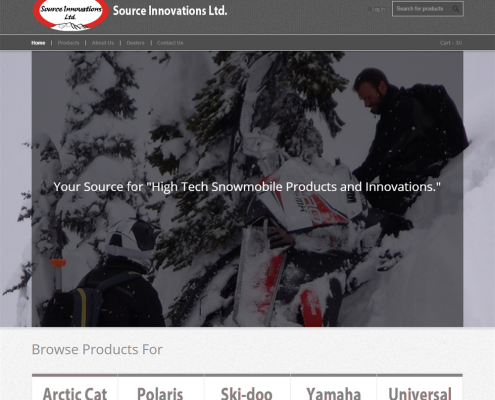 Source Innovations
Ltd.
Source Innovations Ltd.
Log in
Search for products
Home | Products | About Us | Dealers | Contact Us
Cart - $0
Your Source for "High Tech Snowmobile Products and Innovations."
Browse Products For
Arctic Cat
Polaris
Ski-doo
Yamaha
Universal